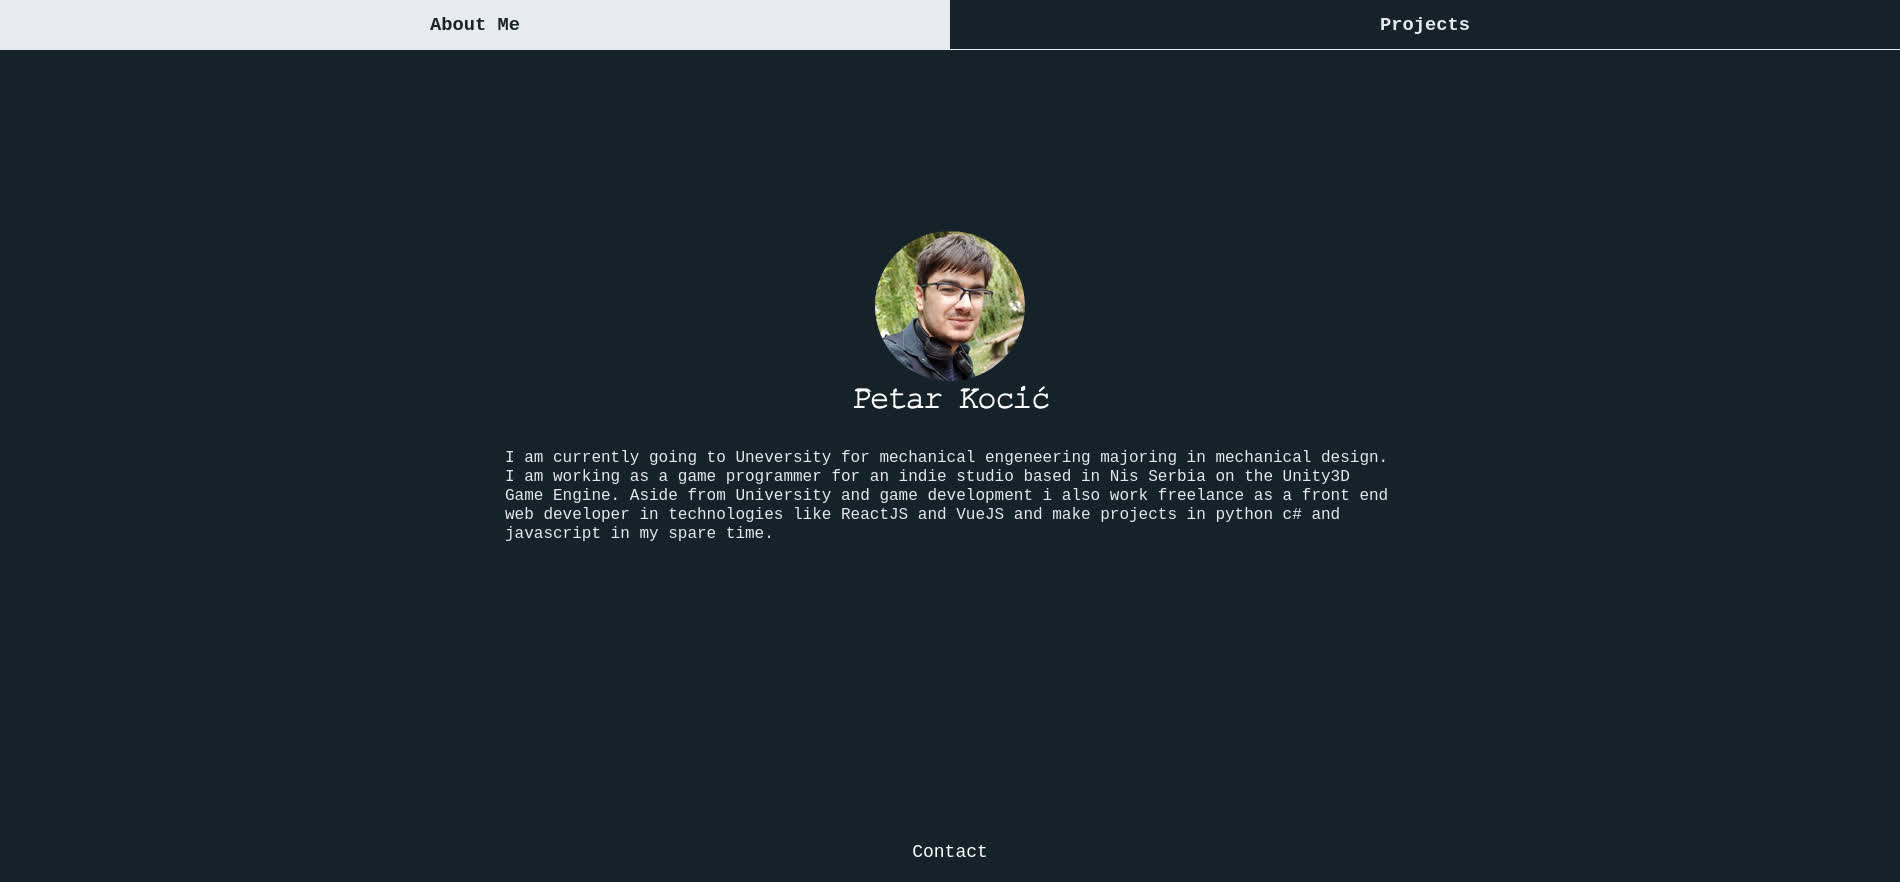 About Me
Projects
Petar Kocić
I am currently going to Uneversity for mechanical engeneering majoring in mechanical design.
I am working as a game programmer for an indie studio based in Nis Serbia on the Unity3D
Game Engine. Aside from University and game development i also work freelance as a front end
web developer in technologies like ReactJS and VueJS and make projects in python c# and
javascript in my spare time.
Contact